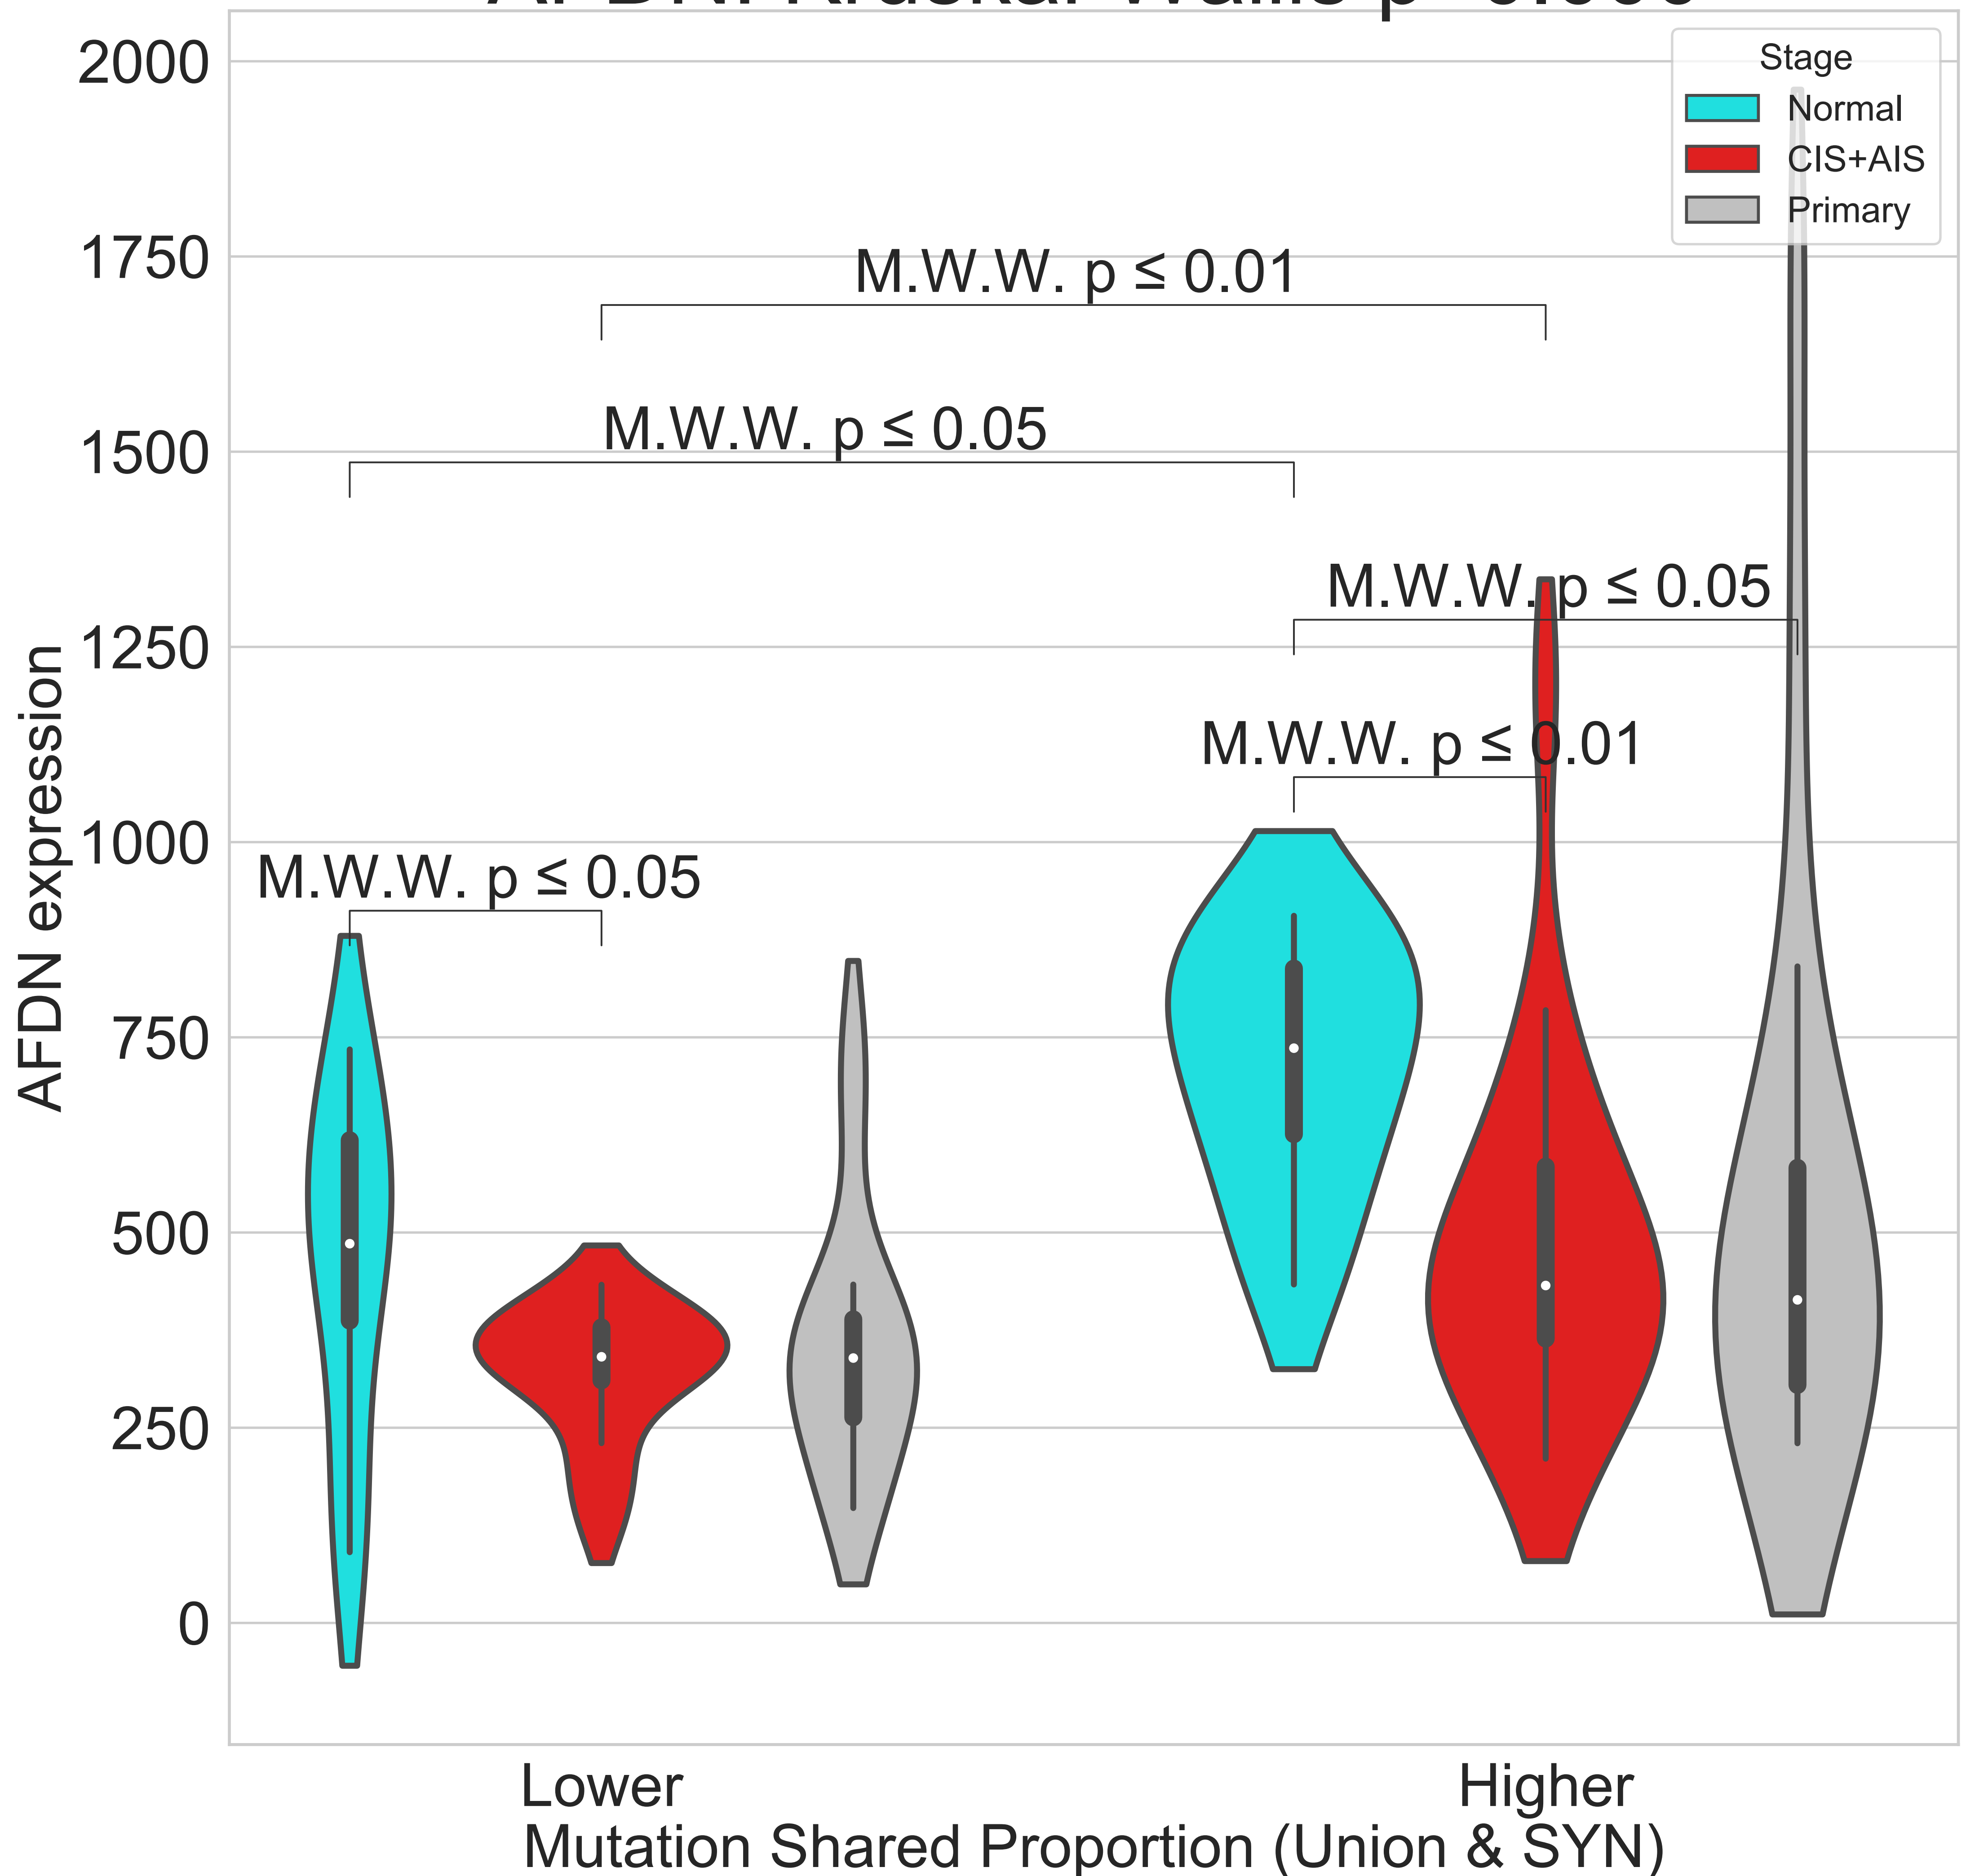 2000
1750
1500
1250
1000
750
500
250
0
AFDN expression
Stage
Normal
CIS+AIS
Primary
M.W.W. p ≤ 0.01
M.W.W. p ≤ 0.05
M.W.W. p ≤ 0.05
M.W.W. p ≤ 0.01
M.W.W. p ≤ 0.05
Lower
Higher
Mutation Shared Proportion (Union & SYN)